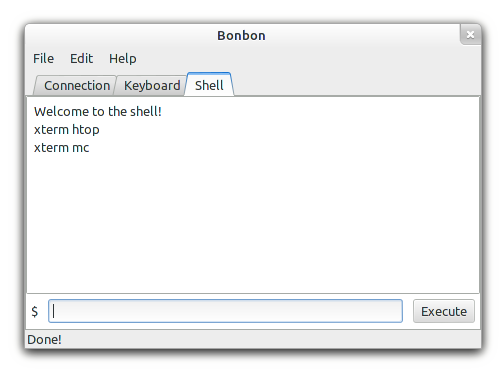 Bonbon
File Edit Help
Connection Keyboard Shell
Welcome to the shell!
xterm htop
xterm mc
$ Execute
Done!